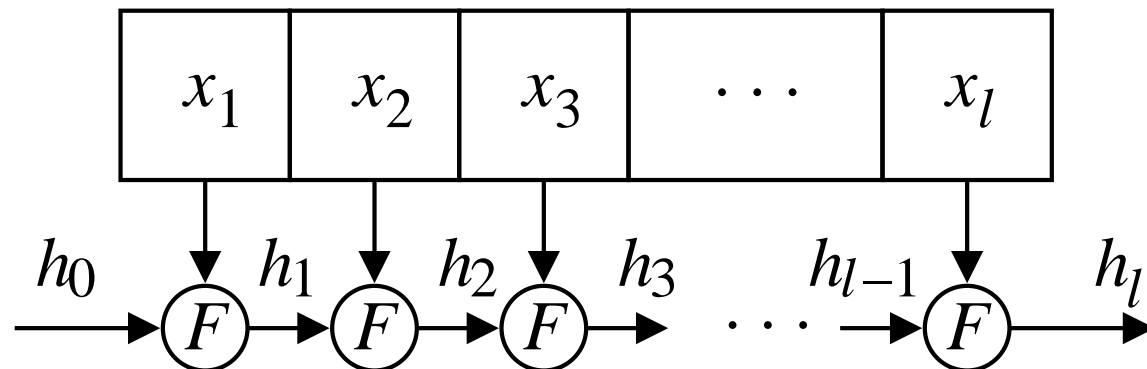 x₁ x₂ x₃ ··· xₗ
h₀ h₁ h₂ h₃ hₗ₋₁ hₗ
F F F ··· F